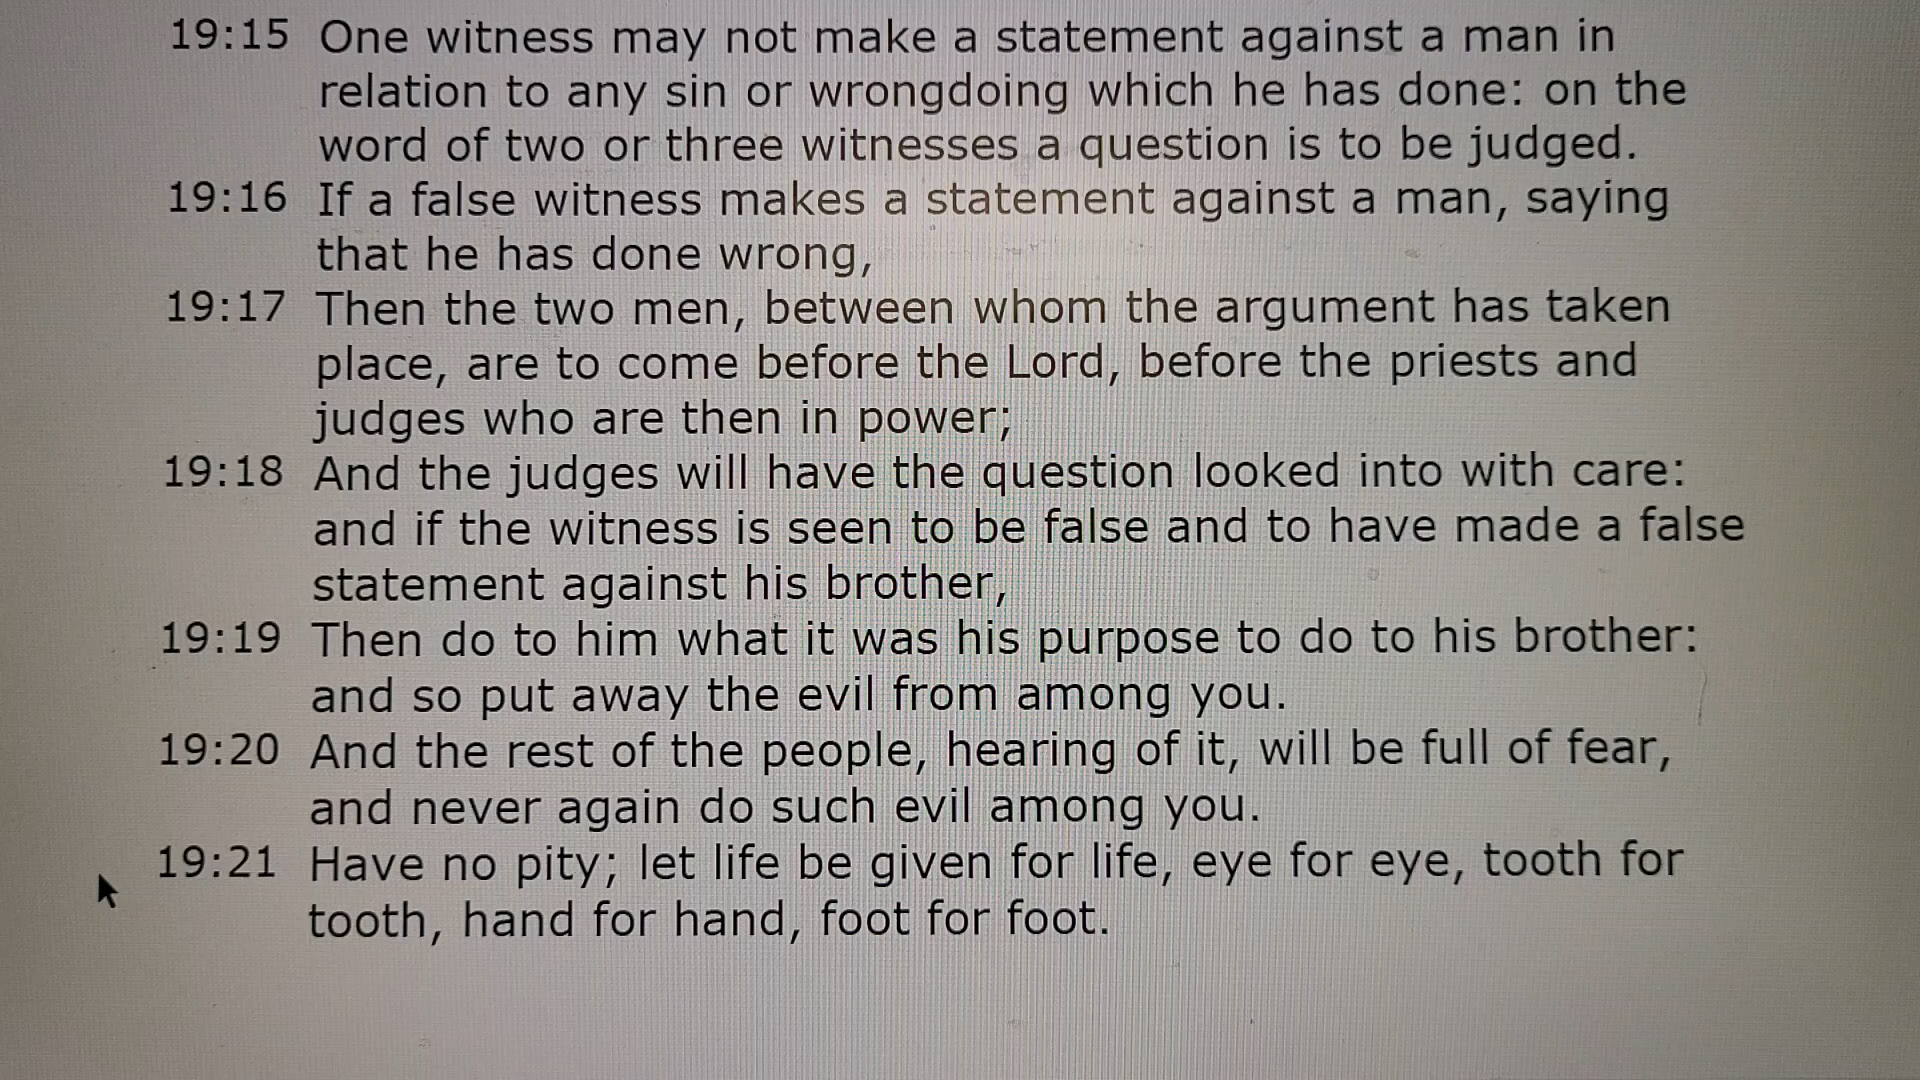 19:15 One witness may not make a statement against a man in
relation to any sin or wrongdoing which he has done: on the
word of two or three witnesses a question is to be judged.
19:16 If a false witness makes a statement against a man, saying
that he has done wrong,
19:17 Then the two men, between whom the argument has taken
place, are to come before the Lord, before the priests and
judges who are then in power;
19:18 And the judges will have the question looked into with care:
and if the witness is seen to be false and to have made a false
statement against his brother,
19:19 Then do to him what it was his purpose to do to his brother:
and so put away the evil from among you.
19:20 And the rest of the people, hearing of it, will be full of fear,
and never again do such evil among you.
19:21 Have no pity; let life be given for life, eye for eye, tooth for
tooth, hand for hand, foot for foot.